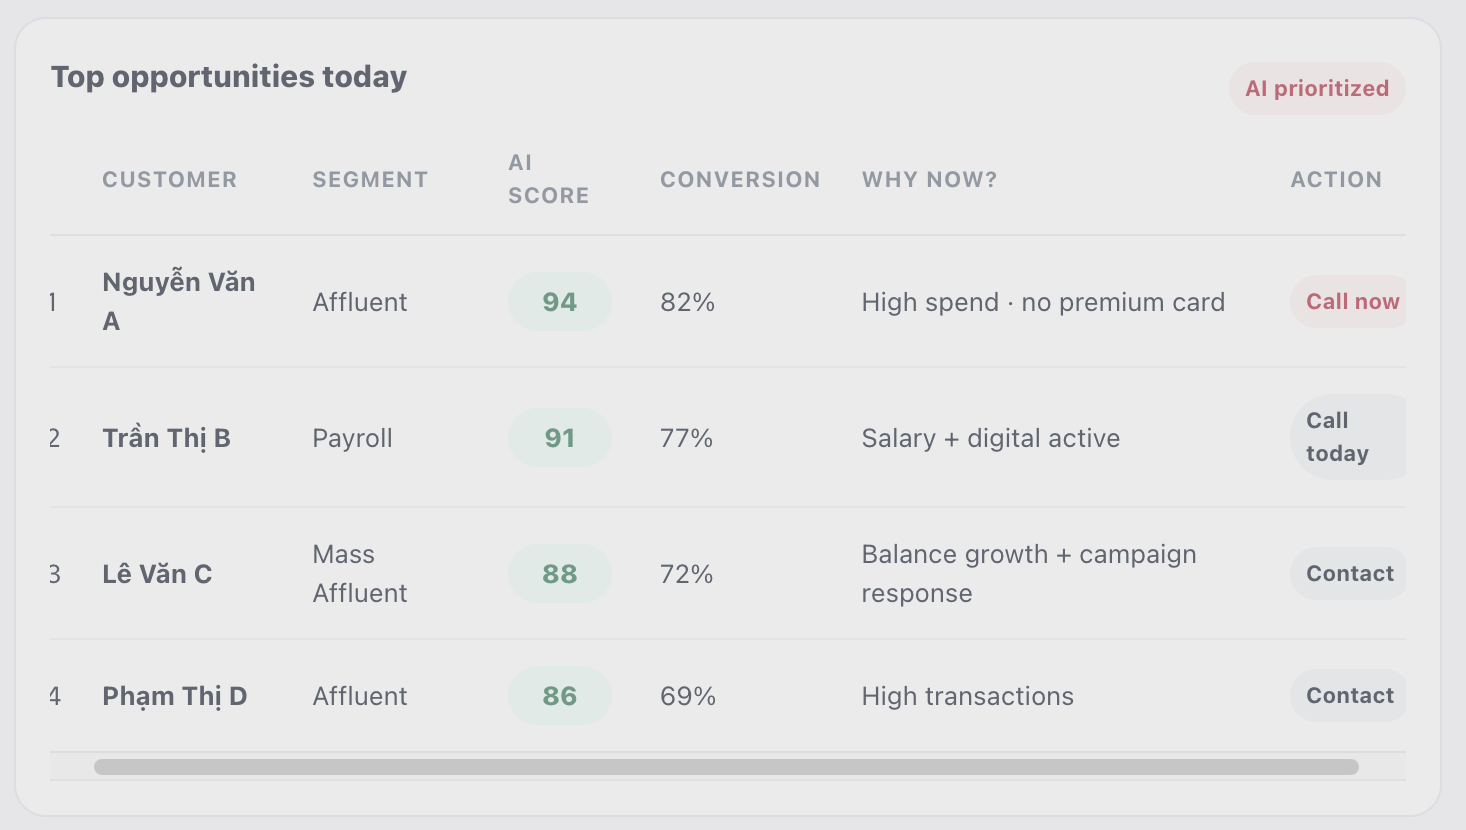 Top opportunities today
AI prioritized
CUSTOMER SEGMENT AI SCORE CONVERSION WHY NOW? ACTION
1 Nguyễn Văn A Affluent 94 82% High spend · no premium card Call now
2 Trần Thị B Payroll 91 77% Salary + digital active Call today
3 Lê Văn C Mass Affluent 88 72% Balance growth + campaign response Contact
4 Phạm Thị D Affluent 86 69% High transactions Contact